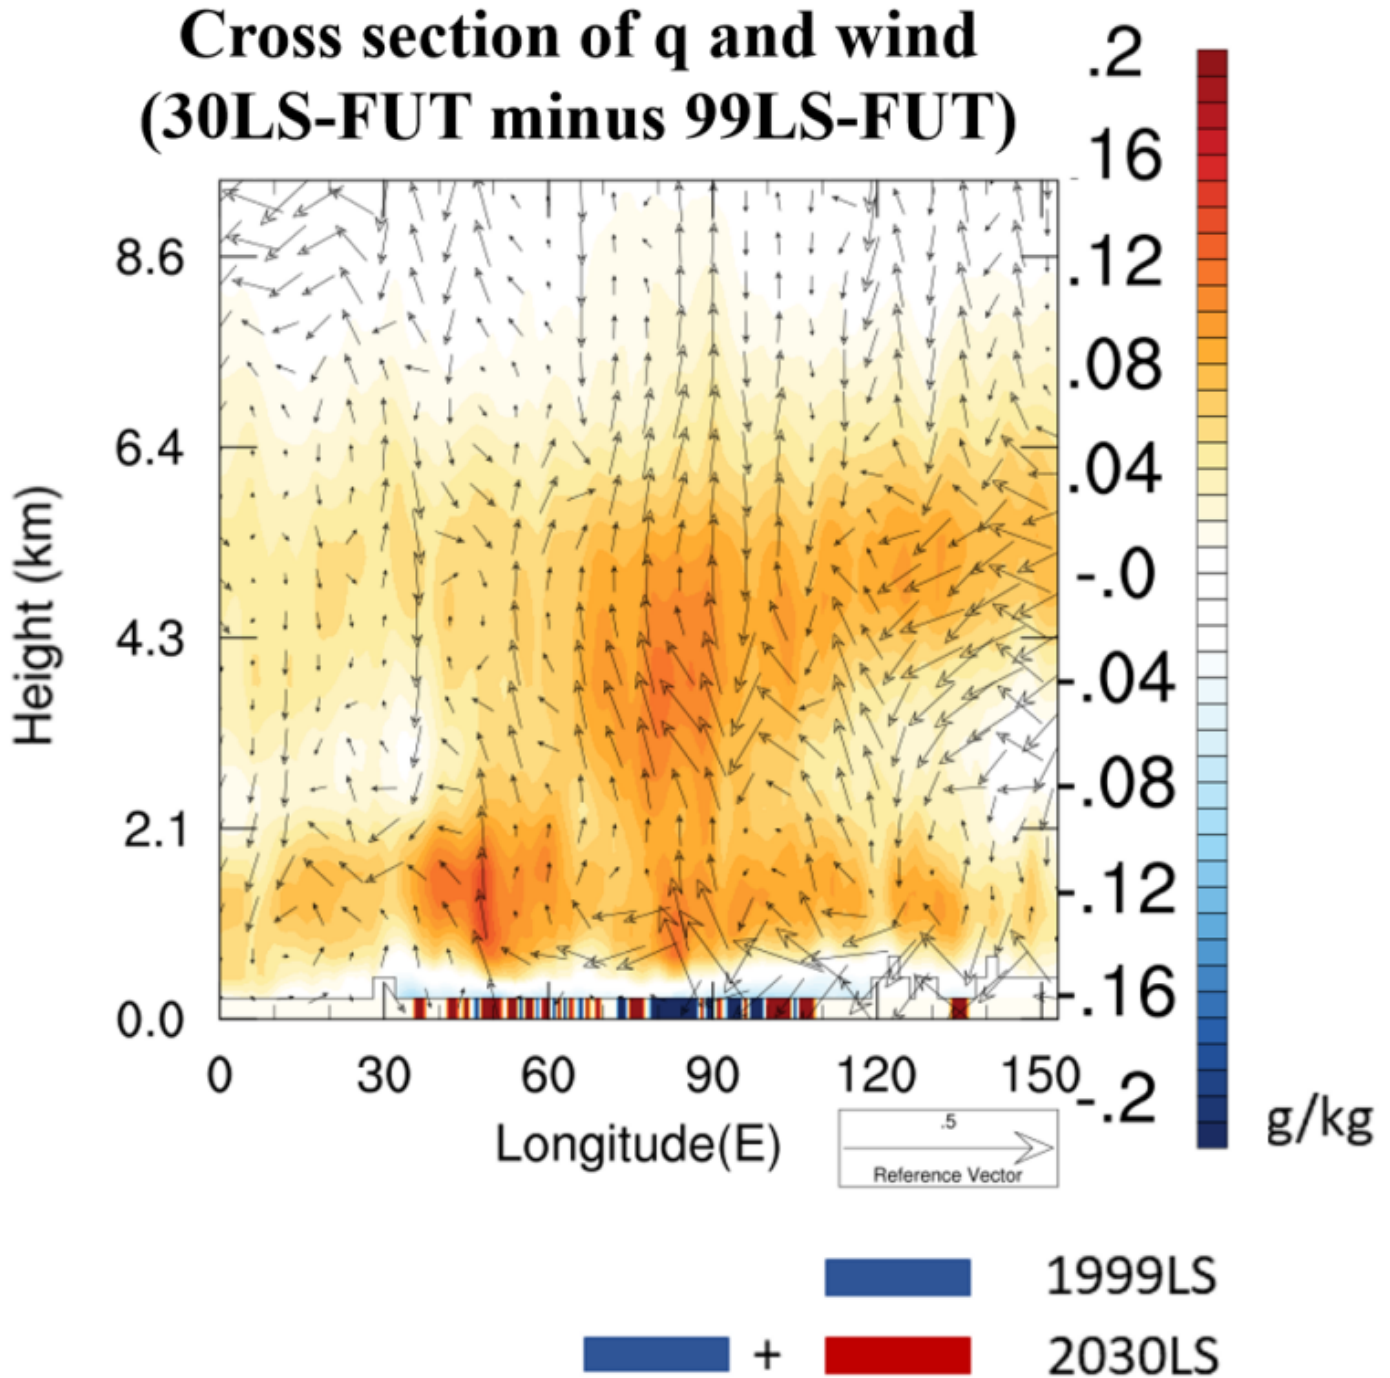 Cross section of q and wind
(30LS-FUT minus 99LS-FUT)
Height (km)
8.6
6.4
4.3
2.1
0.0
0 30 60 90 120 150
Longitude(E)
.5
Reference Vector
.2
.16
.12
.08
.04
-.0
-.04
-.08
-.12
-.16
-.2
g/kg
1999LS
+ 2030LS